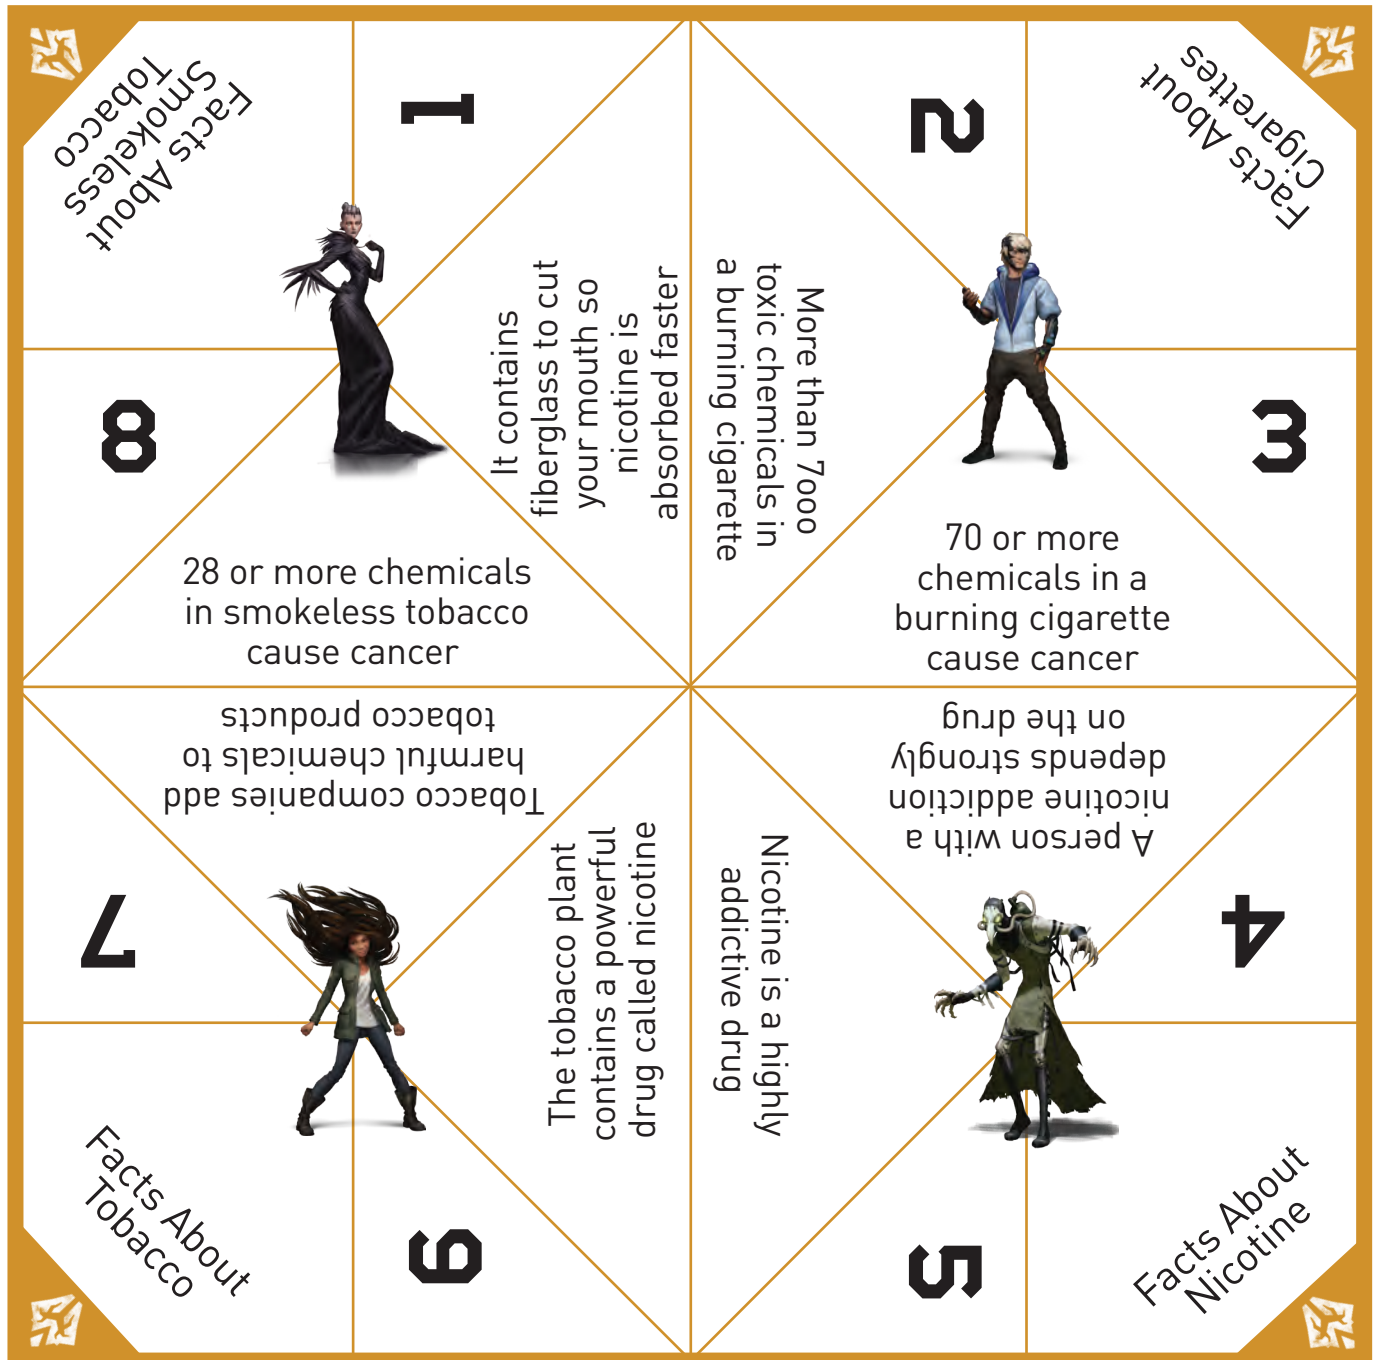 Facts About
Smokeless
Tobacco
1
2
Facts About
Cigarettes
8
3
It contains
fiberglass to cut
your mouth so
nicotine is
absorbed faster
More than 7ooo
toxic chemicals in
a burning cigarette
28 or more chemicals
in smokeless tobacco
cause cancer
70 or more
chemicals in a
burning cigarette
cause cancer
Tobacco companies add
harmful chemicals to
tobacco products
A person with a
nicotine addiction
depends strongly
on the drug
7
4
The tobacco plant
contains a powerful
drug called nicotine
Nicotine is a highly
addictive drug
Facts About
Tobacco
6
5
Facts About
Nicotine